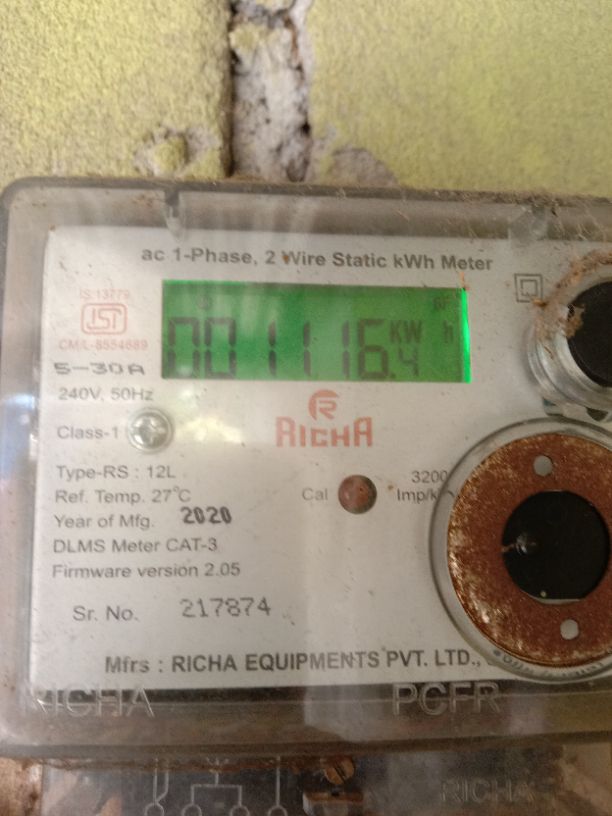 ac 1-Phase, 2 Wire Static kWh Meter
IS:13779
ISI
CM/L-8554689
001116.4 KW h
5-30A
240V, 50Hz
RICHA
Class-1
Type-RS : 12L
3200
Ref. Temp. 27°C
Cal
Imp/k
Year of Mfg. 2020
DLMS Meter CAT-3
Firmware version 2.05
Sr. No. 217874
Mfrs : RICHA EQUIPMENTS PVT. LTD.,
RICHA
PCFR
RICHA